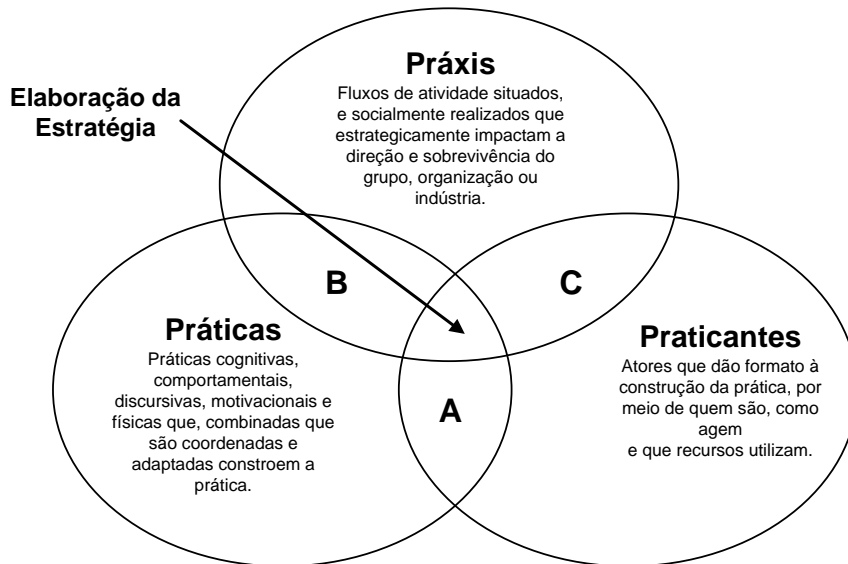 Práxis
Fluxos de atividade situados,
e socialmente realizados que
estrategicamente impactam a
direção e sobrevivência do
grupo, organização ou
indústria.
Elaboração da
Estratégia
B
C
Práticas
Práticas cognitivas,
comportamentais,
discursivas, motivacionais e
físicas que, combinadas que
são coordenadas e
adaptadas constroem a
prática.
A
Praticantes
Atores que dão formato à
construção da prática, por
meio de quem são, como
agem
e que recursos utilizam.